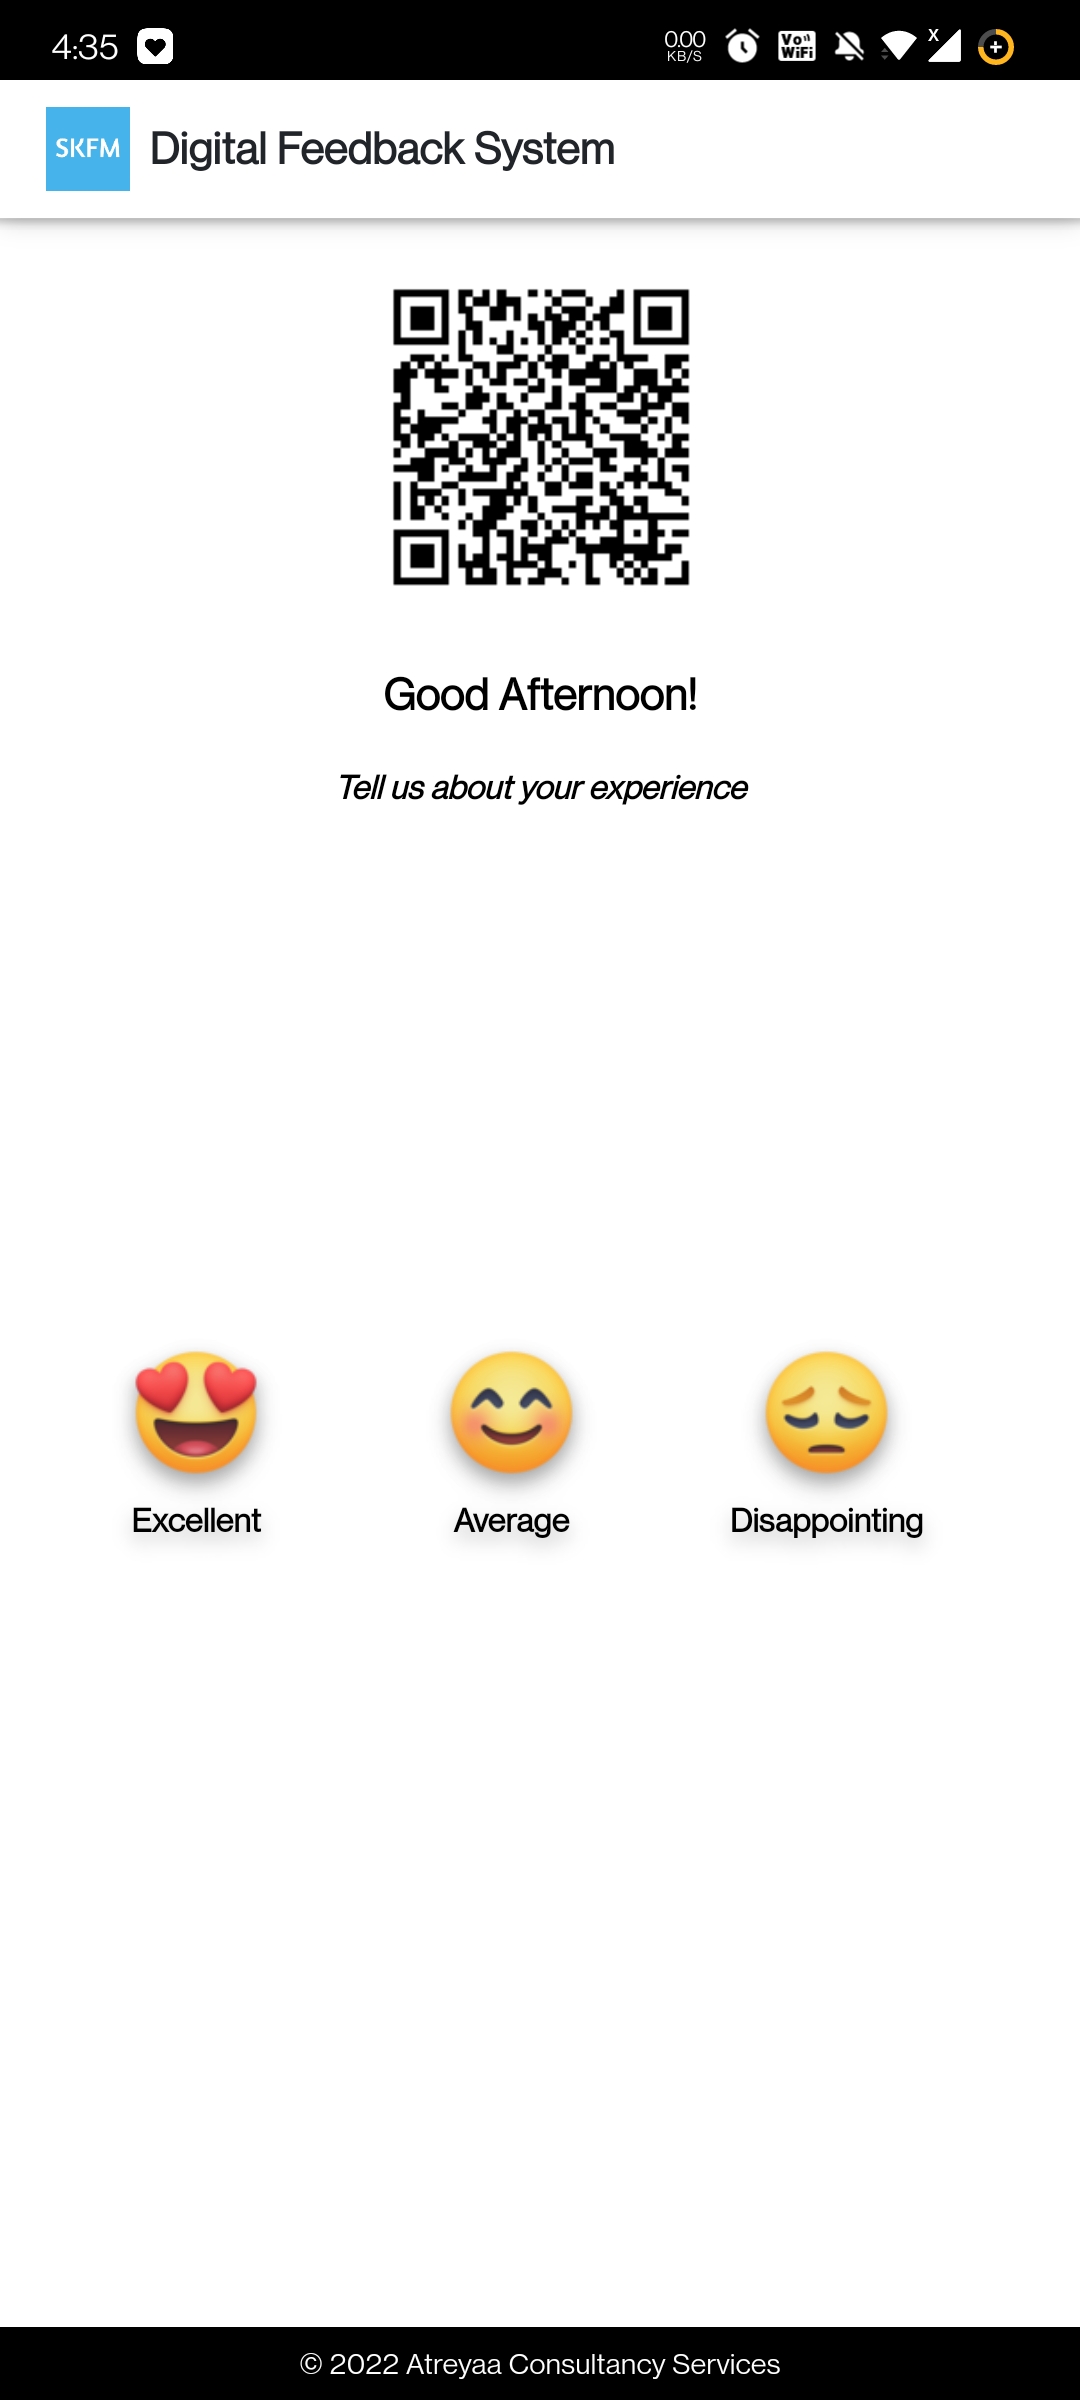 4:35
0.00
KB/S
Vo
WiFi
x
SKFM
Digital Feedback System
Good Afternoon!
Tell us about your experience
Excellent
Average
Disappointing
© 2022 Atreyaa Consultancy Services